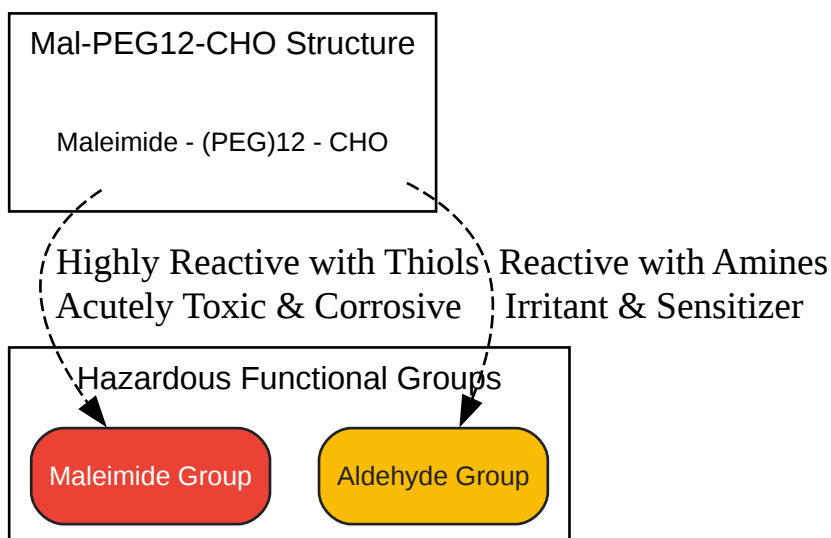 Mal-PEG12-CHO Structure
Maleimide - (PEG)12 - CHO
Highly Reactive with Thiols
Acutely Toxic & Corrosive
Reactive with Amines
Irritant & Sensitizer
Hazardous Functional Groups
Maleimide Group
Aldehyde Group